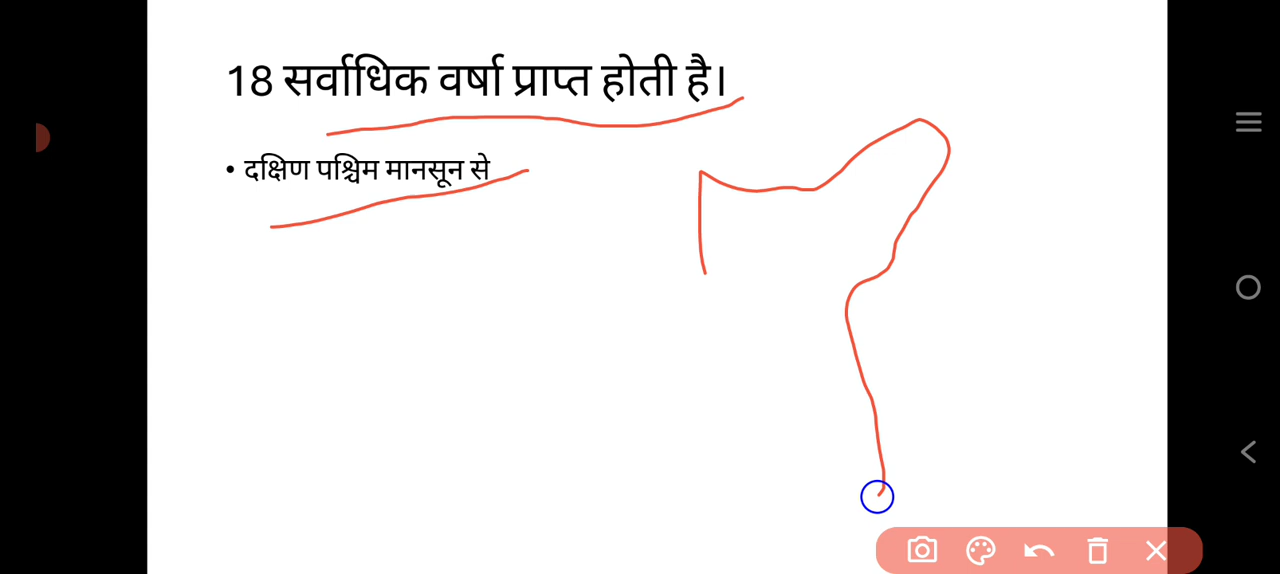 18 सर्वाधिक वर्षा प्राप्त होती है।
• दक्षिण पश्चिम मानसून से